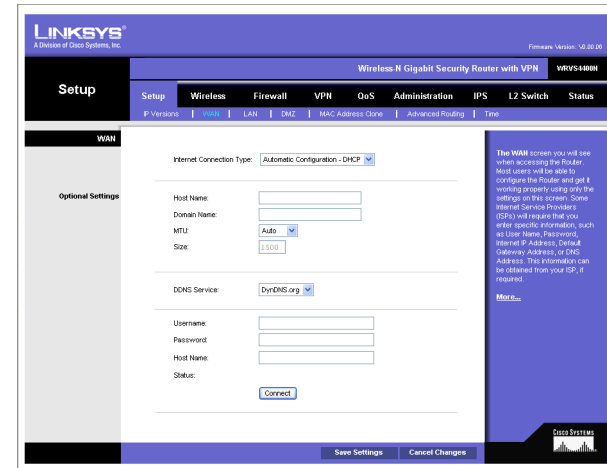 LINKSYS®
A Division of Cisco Systems, Inc.
Firmware Version: V0.00.06
Wireless-N Gigabit Security Router with VPN WRVS4400N
Setup
Setup Wireless Firewall VPN QoS Administration IPS L2 Switch Status
IP Versions | WAN | LAN | DMZ | MAC Address Clone | Advanced Routing | Time
WAN
Internet Connection Type: Automatic Configuration - DHCP
Optional Settings
Host Name:
Domain Name:
MTU: Auto
Size: 1500
DDNS Service: DynDNS.org
Username:
Password:
Host Name:
Status:
Connect
The WAN screen you will see
when accessing the Router.
Most users will be able to
configure the Router and get it
working properly using only the
settings on this screen. Some
Internet Service Providers
(ISPs) will require that you
enter specific information, such
as User Name, Password,
Internet IP Address, Default
Gateway Address, or DNS
Address. This information can
be obtained from your ISP, if
required.
More...
Cisco Systems
Save Settings Cancel Changes